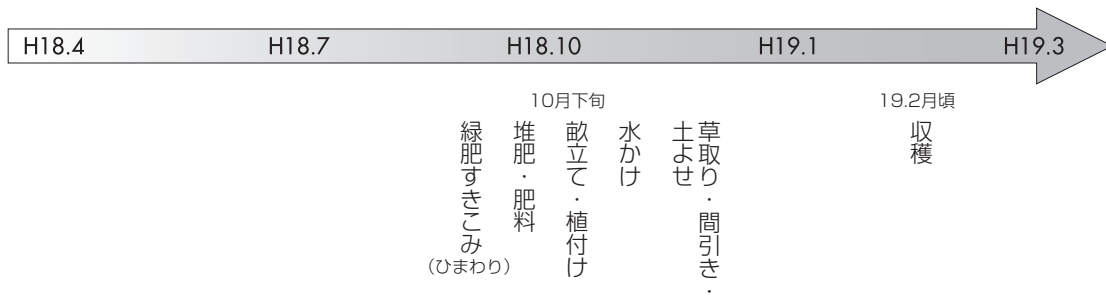 H18.4 H18.7 H18.10 H19.1 H19.3
10月下旬
19.2月頃
緑肥すきこみ
(ひまわり)
堆肥・肥料
畝立て・植付け
水かけ
草取り・間引き・
土よせ
収穫